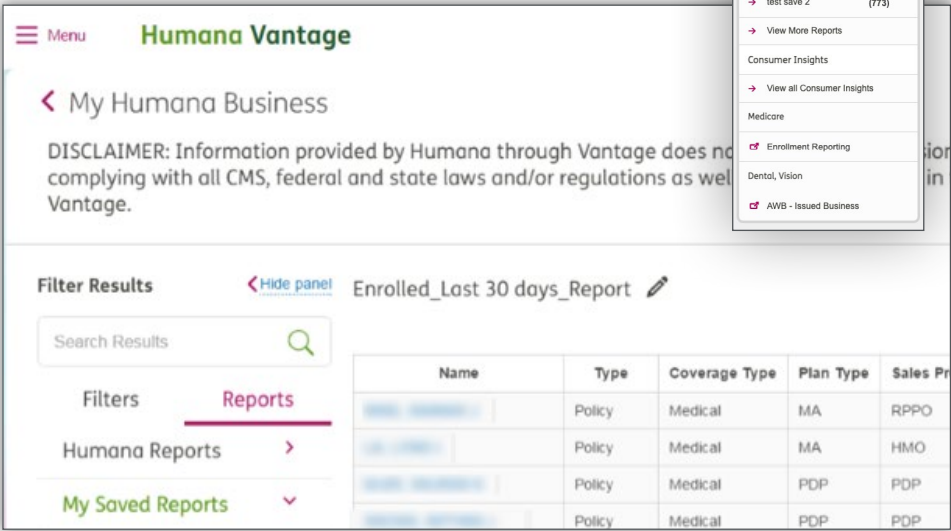 Menu
Humana Vantage
My Humana Business
DISCLAIMER: Information provided by Humana through Vantage does
complying with all CMS, federal and state laws and/or regulations as in
Vantage.
test save 2 (773)
View More Reports
Consumer Insights
View all Consumer Insights
Medicare
Enrollment Reporting
Dental, Vision
AWB - Issued Business
Filter Results
Hide panel
Search Results
Filters Reports
Humana Reports
My Saved Reports
Enrolled_Last 30 days_Report
Name Type Coverage Type Plan Type Sales
Policy Medical MA RPPO
Policy Medical MA HMO
Policy Medical PDP PDP
Policy Medical PDP PDP